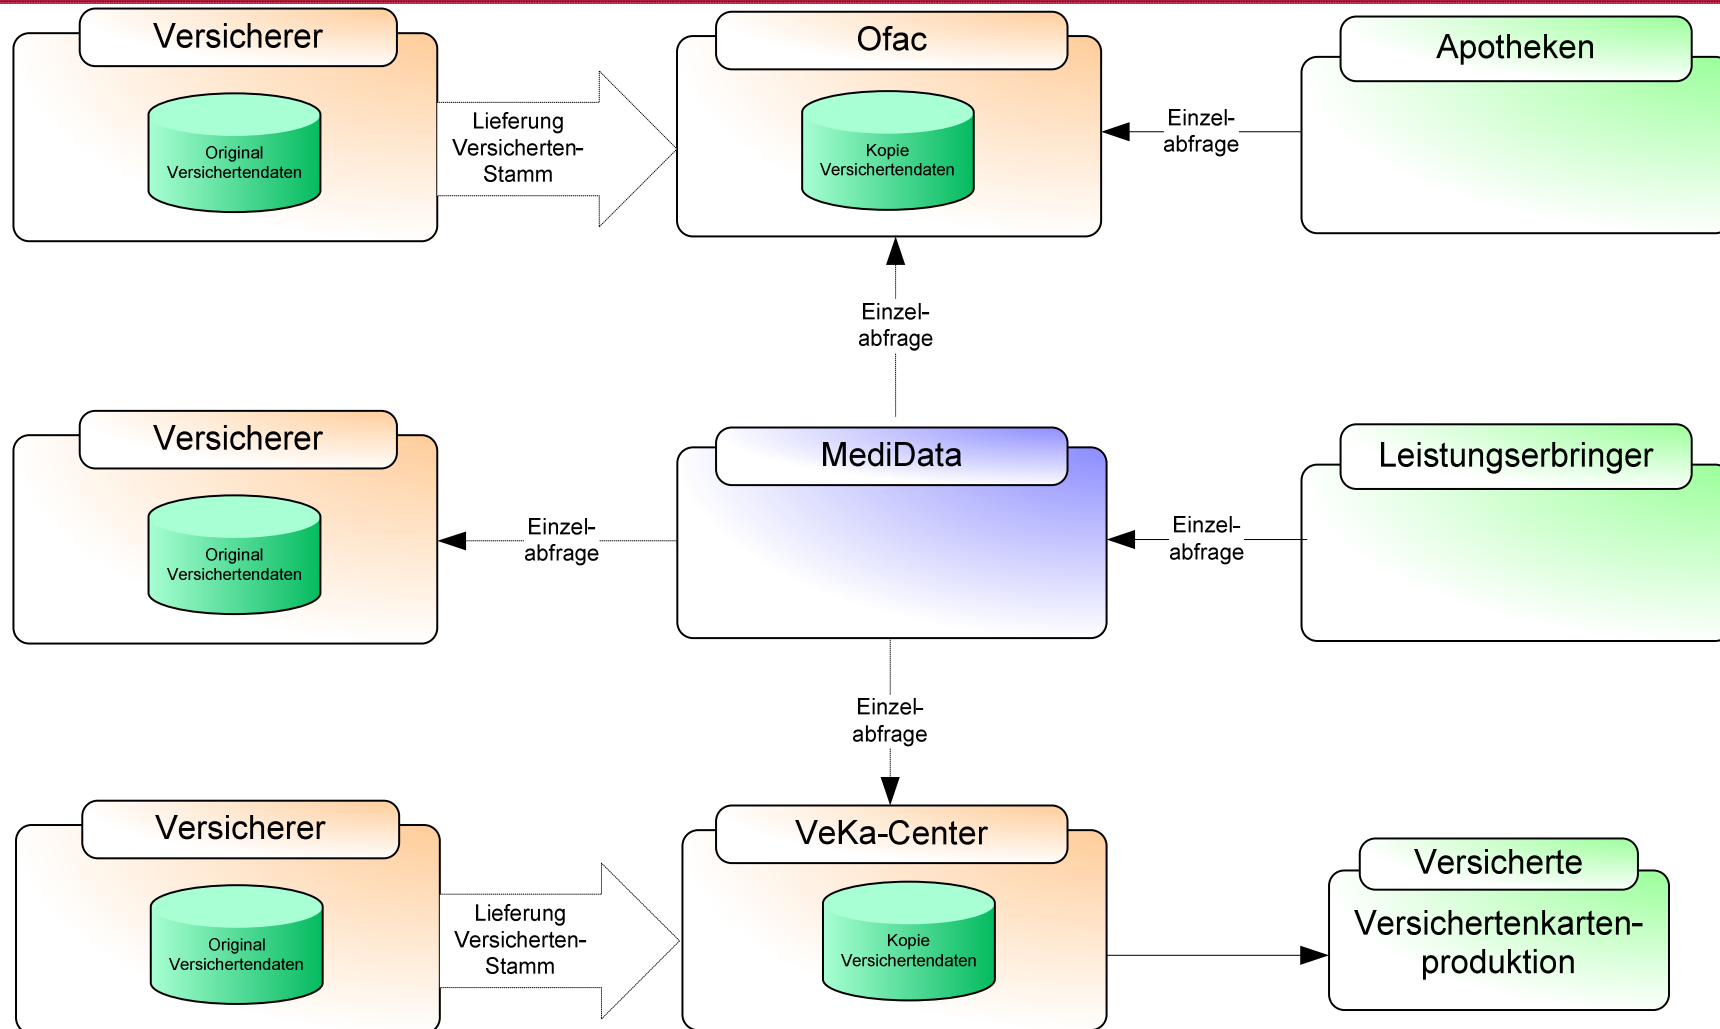 Versicherer
Ofac
Apotheken
Original
Versichertendaten
Lieferung
Versicherten-
Stamm
Kopie
Versichertendaten
Einzel-
abfrage
Einzel-
abfrage
Versicherer
MediData
Leistungserbringer
Original
Versichertendaten
Einzel-
abfrage
Einzel-
abfrage
Einzel-
abfrage
Versicherer
VeKa-Center
Versicherte
Original
Versichertendaten
Lieferung
Versicherten-
Stamm
Kopie
Versichertendaten
Versichertenkarten-
produktion